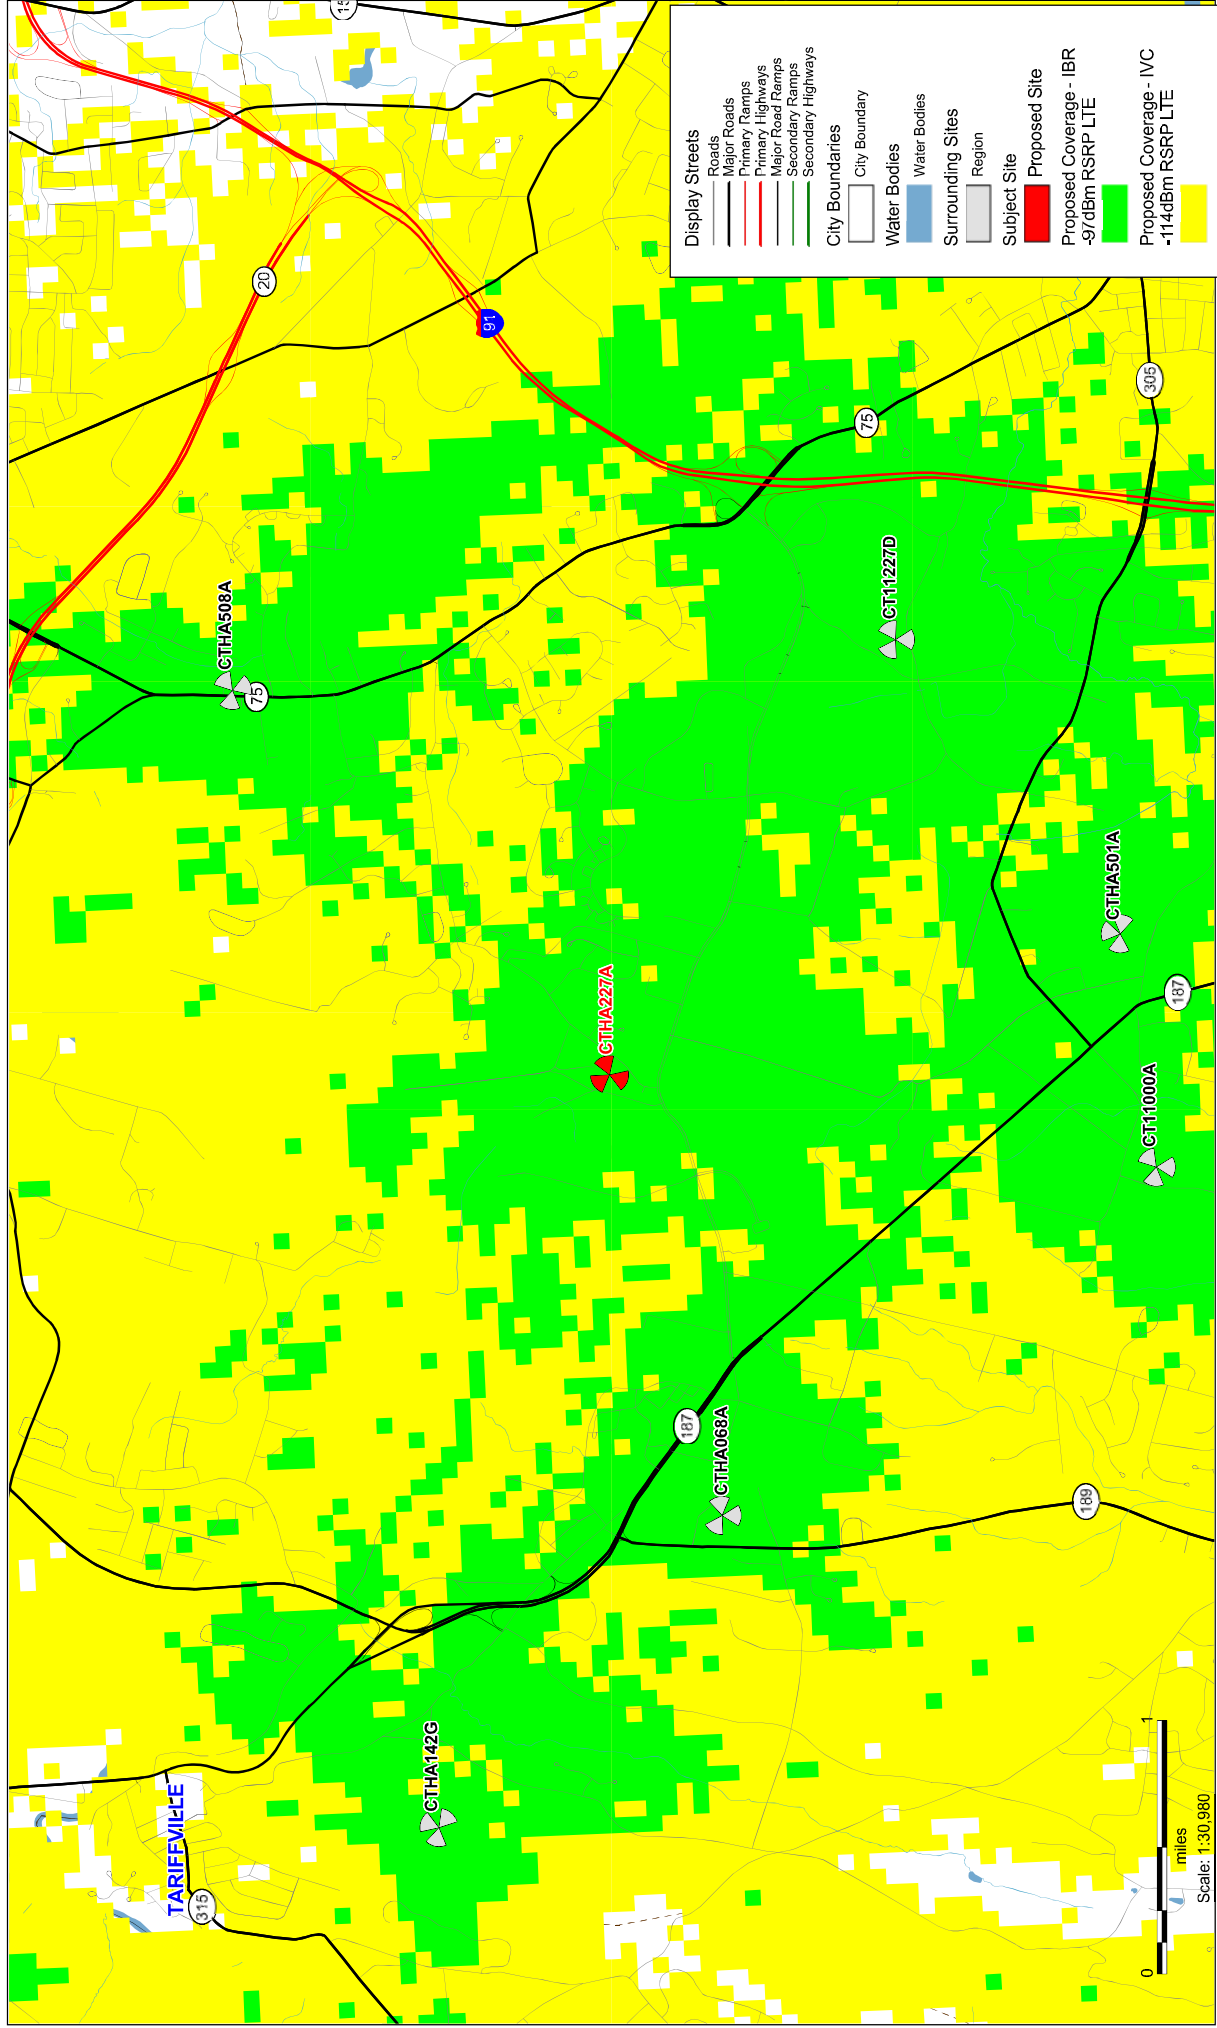 TARIFFVILLE
315
CTHA142G
187
CTHA068A
189
CTHA227A
CT11000A
187
CTHA501A
CTHA508A
75
CT11227D
75
305
20
91
Display Streets
Roads
Major Roads
Primary Ramps
Primary Highways
Major Road Ramps
Secondary Ramps
Secondary Highways
City Boundaries
City Boundary
Water Bodies
Water Bodies
Surrounding Sites
Region
Subject Site
Proposed Site
Proposed Coverage - IBR
-97dBm RSRP LTE
Proposed Coverage - IVC
-114dBm RSRP LTE
0
1
miles
Scale: 1:30,980